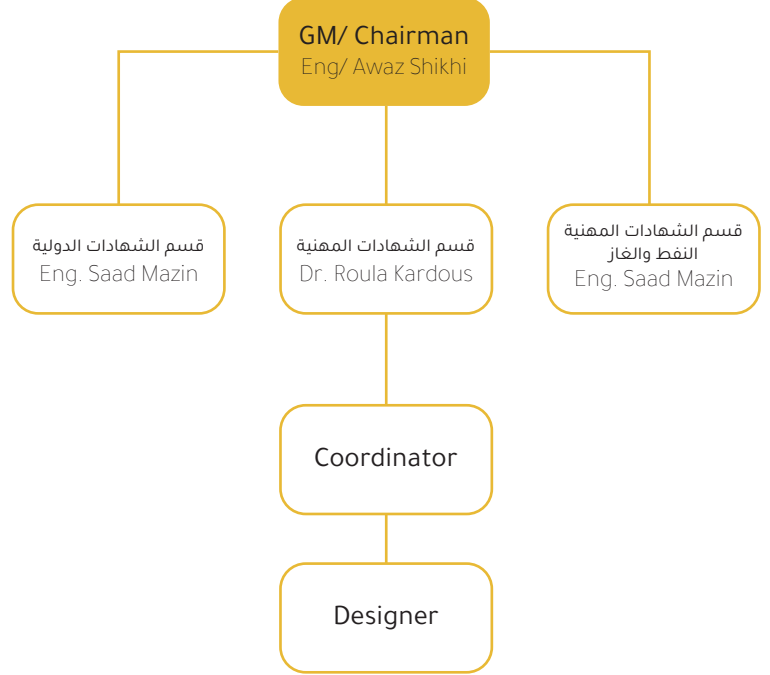 GM/ Chairman
Eng/ Awaz Shikhi
قسم الشهادات الدولية
Eng. Saad Mazin
قسم الشهادات المهنية
Dr. Roula Kardous
قسم الشهادات المهنية
النفط والغاز
Eng. Saad Mazin
Coordinator
Designer